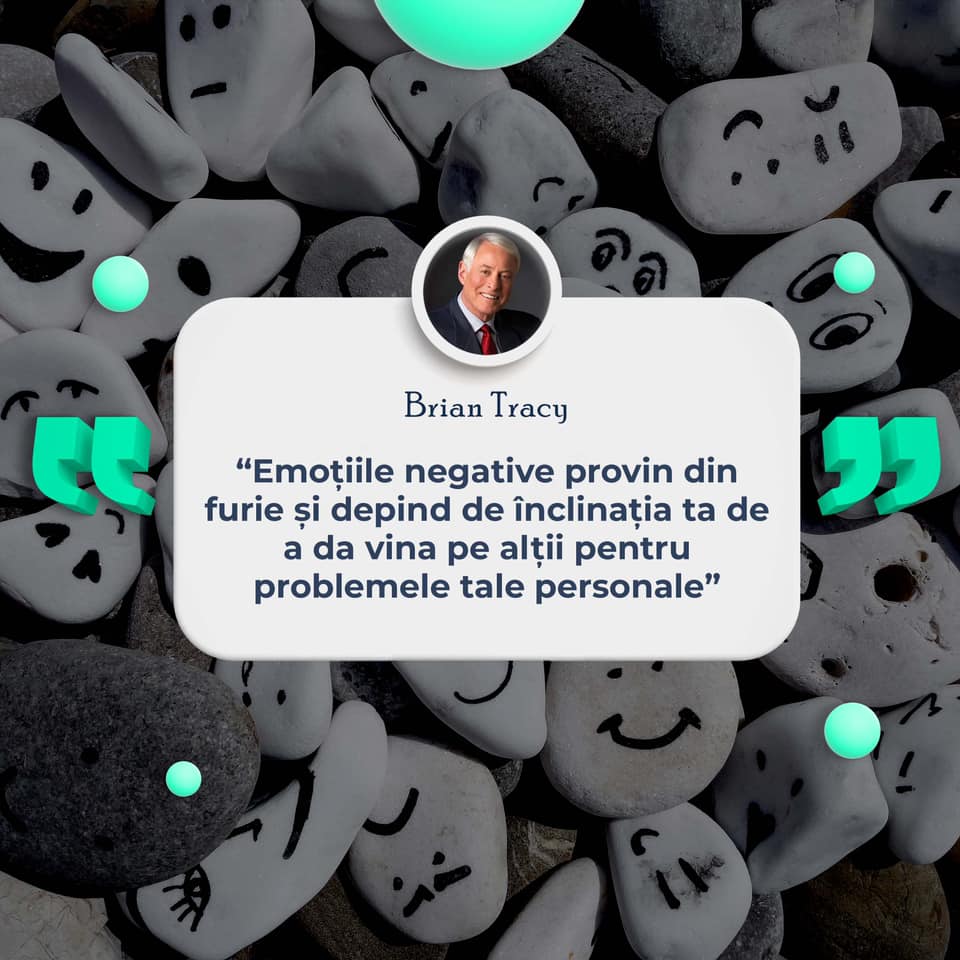 Brian Tracy
“Emoțiile negative provin din
furie și depind de înclinația ta de
a da vina pe alții pentru
problemele tale personale”